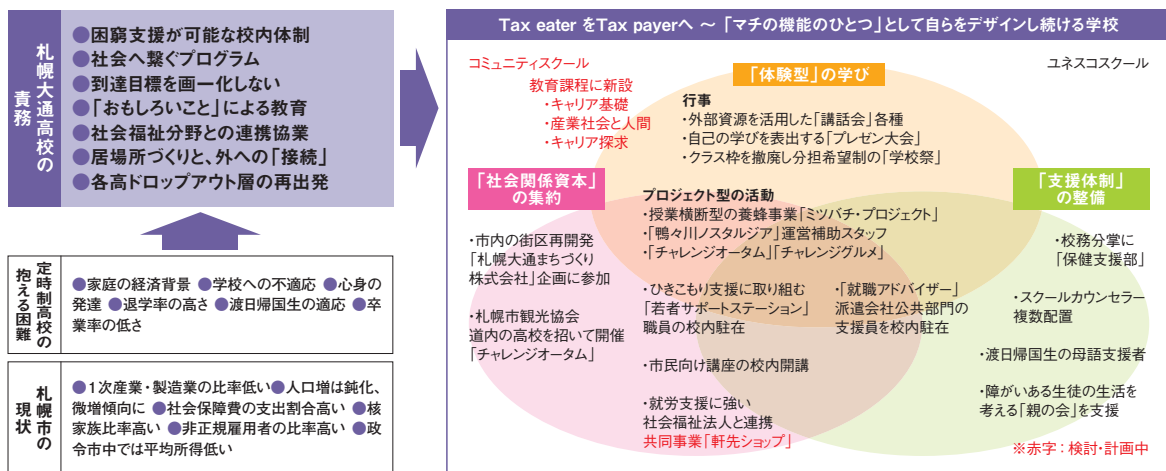 札幌大通高校の
責務
●困窮支援が可能な校内体制
●社会へ繋ぐプログラム
●到達目標を画一化しない
●「おもしろいこと」による教育
●社会福祉分野との連携協業
●居場所づくりと、外への「接続」
●各高ドロップアウト層の再出発
定時制高校の
抱える困難
●家庭の経済背景 ●学校への不適応 ●心身の
発達 ●退学率の高さ ●渡日帰国生の適応 ●卒
業率の低さ
札幌市の
現状
●1次産業・製造業の比率低い●人口増は鈍化、
微増傾向に ●社会保障費の支出割合高い ●核
家族比率高い ●非正規雇用者の比率高い ●政
令市中では平均所得低い
Tax eater をTax payerへ ~ 「マチの機能のひとつ」として自らをデザインし続ける学校
コミュニティスクール
教育課程に新設
・キャリア基礎
・産業社会と人間
・キャリア探求
「体験型」の学び
ユネスコスクール
行事
・外部資源を活用した「講話会」各種
・自己の学びを表出する「プレゼン大会」
・クラス枠を撤廃し分担希望制の「学校祭」
「社会関係資本」
の集約
「支援体制」
の整備
プロジェクト型の活動
・授業横断型の養蜂事業「ミツバチ・プロジェクト」
・「鴨々川ノスタルジア」運営補助スタッフ
・「チャレンジオータム」「チャレンジグルメ」
・市内の街区再開発
「札幌大通まちづくり
株式会社」企画に参加
・札幌市観光協会
道内の高校を招いて開催
「チャレンジオータム」
・ひきこもり支援に取り組む
「若者サポートステーション」
職員の校内駐在
・「就職アドバイザー」
派遣会社公共部門の
支援員を校内駐在
・市民向け講座の校内開講
・就労支援に強い
社会福祉法人と連携
共同事業「軒先ショップ」
・校務分掌に
「保健支援部」
・スクールカウンセラー
複数配置
・渡日帰国生の母語支援者
・障がいある生徒の生活を
考える「親の会」を支援
※赤字：検討・計画中